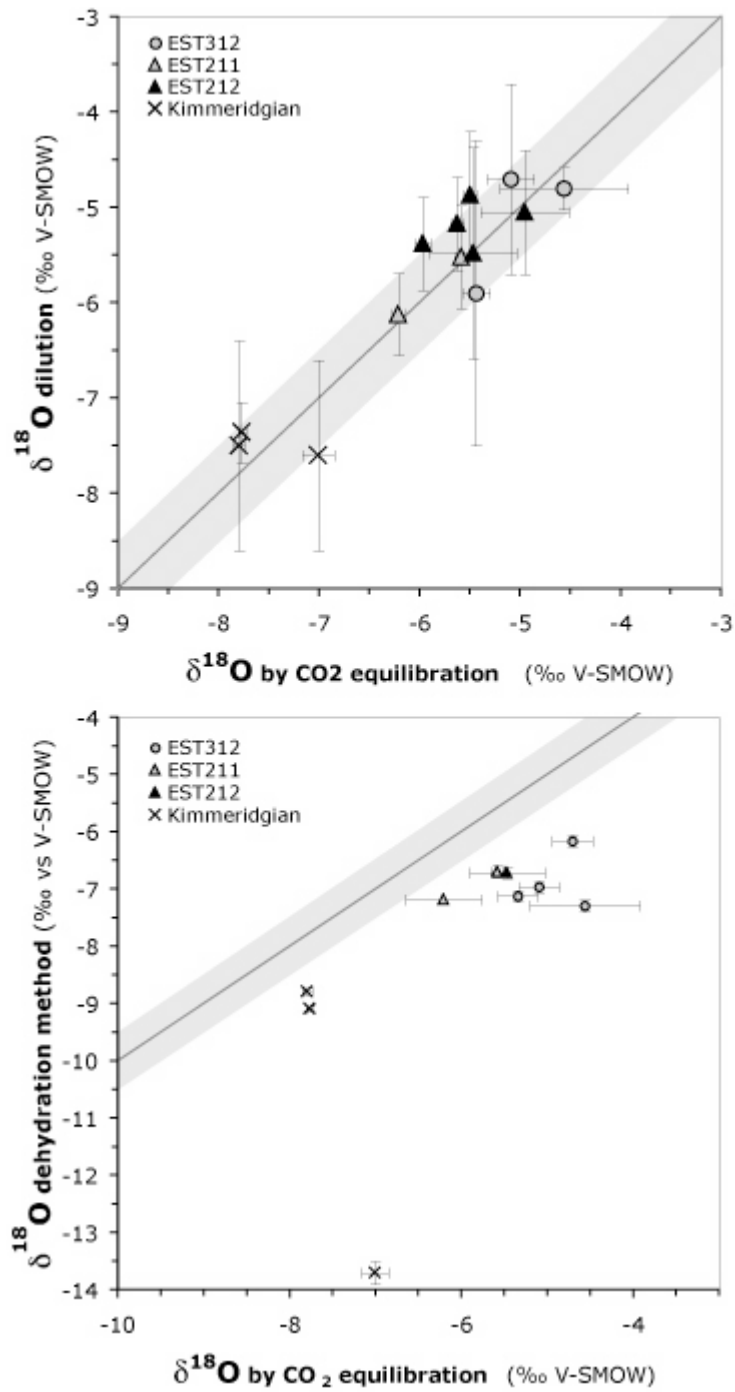 -3
EST312
EST211
EST212
Kimmeridgian
-4
-5
-6
-7
-8
-9
δ18O dilution (‰ V-SMOW)
-9 -8 -7 -6 -5 -4 -3
δ18O by CO2 equilibration (‰ V-SMOW)
-4
EST312
EST211
EST212
Kimmeridgian
-5
-6
-7
-8
-9
-10
-11
-12
-13
-14
δ18O dehydration method (‰ vs V-SMOW)
-10 -8 -6 -4
δ18O by CO2 equilibration (‰ V-SMOW)